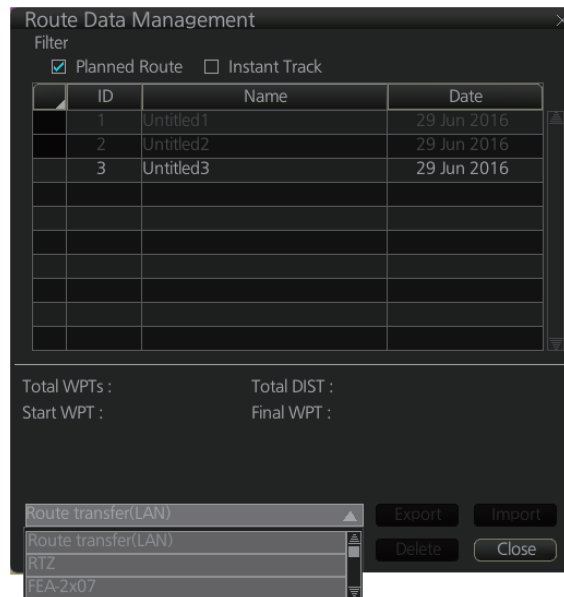 Route Data Management
Filter
Planned Route Instant Track
ID Name Date
1 Untitled1 29 Jun 2016
2 Untitled2 29 Jun 2016
3 Untitled3 29 Jun 2016
Total WPTs : Total DIST :
Start WPT : Final WPT :
Route transfer(LAN) Export Import
Route transfer(LAN) Delete Close
RTZ
FEA-2x07